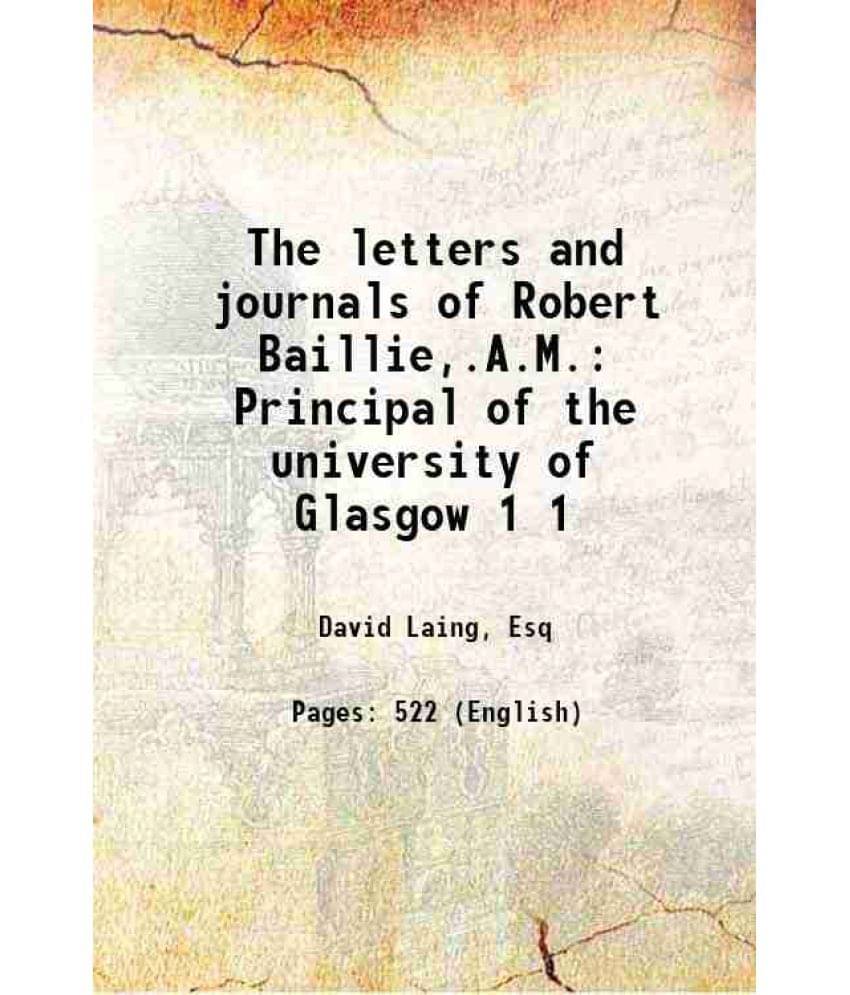 The letters and
journals of Robert
Baillie,.A.M.:
Principal of the
university of
Glasgow 1 1
David Laing, Esq
Pages: 522 (English)